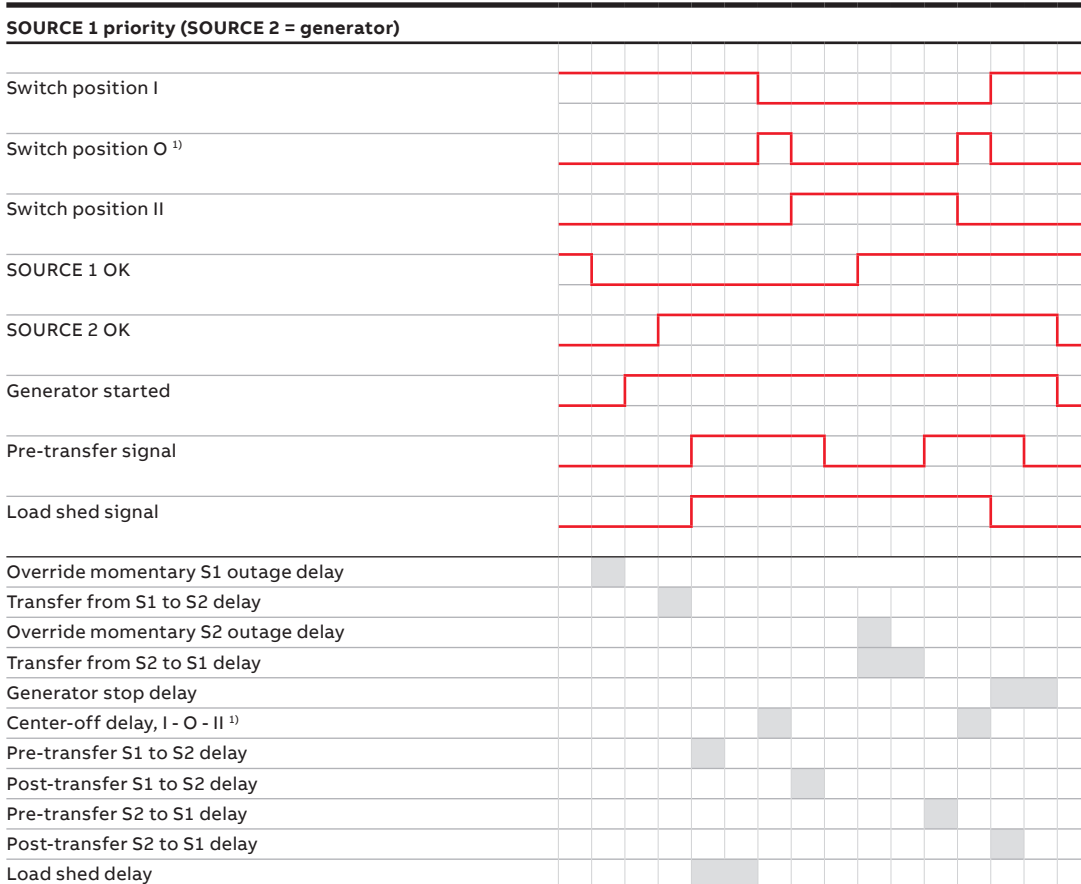 SOURCE 1 priority (SOURCE 2 = generator)
Switch position I
Switch position O 1)
Switch position II
SOURCE 1 OK
SOURCE 2 OK
Generator started
Pre-transfer signal
Load shed signal
Override momentary S1 outage delay
Transfer from S1 to S2 delay
Override momentary S2 outage delay
Transfer from S2 to S1 delay
Generator stop delay
Center-off delay, I - O - II 1)
Pre-transfer S1 to S2 delay
Post-transfer S1 to S2 delay
Pre-transfer S2 to S1 delay
Post-transfer S2 to S1 delay
Load shed delay